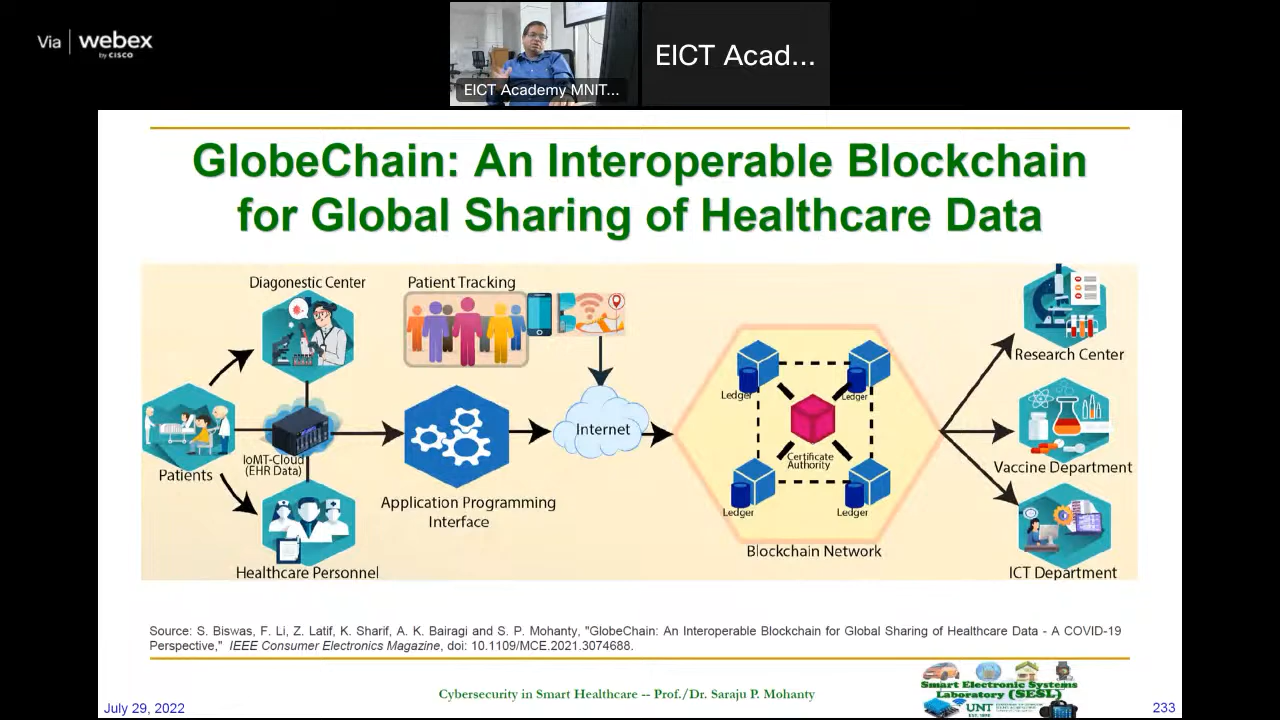 Via | webex
by CISCO
EICT Academy MNIT...
EICT Acad...
GlobeChain: An Interoperable Blockchain
for Global Sharing of Healthcare Data
Diagonestic Center
Patient Tracking
Research Center
Ledger
Ledger
Internet
Certificate
Authority
IoMT-Cloud
(EHR Data)
Patients
Vaccine Department
Application Programming
Interface
Ledger
Ledger
Blockchain Network
Healthcare Personnel
ICT Department
Source: S. Biswas, F. Li, Z. Latif, K. Sharif, A. K. Bairagi and S. P. Mohanty, "GlobeChain: An Interoperable Blockchain for Global Sharing of Healthcare Data - A COVID-19
Perspective," IEEE Consumer Electronics Magazine, doi: 10.1109/MCE.2021.3074688.
Cybersecurity in Smart Healthcare -- Prof./Dr. Saraju P. Mohanty
Smart Electronic Systems
Laboratory (SESL)
UNT
July 29, 2022
233